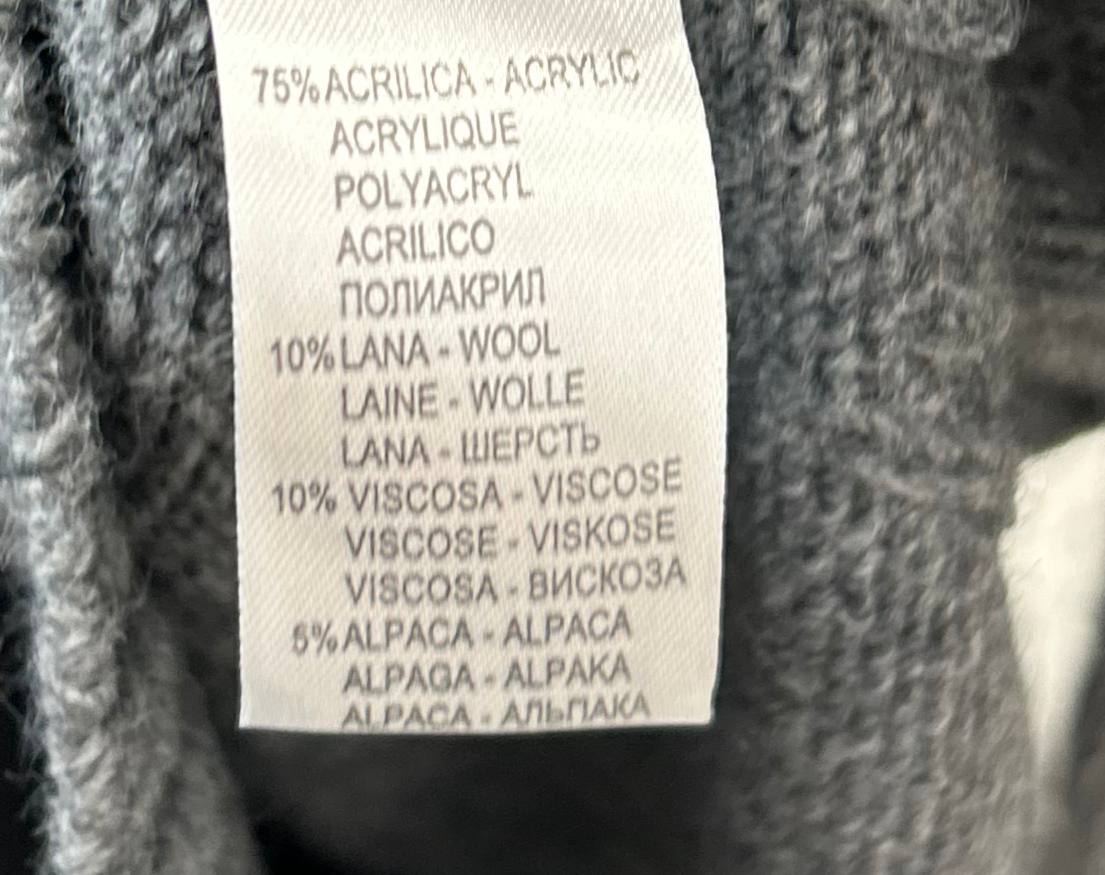 75% ACRILICA - ACRYLIC
ACRYLIQUE
POLYACRYL
ACRILICO
ПОЛИАКРИЛ
10% LANA - WOOL
LAINE - WOLLE
LANA - ШЕРСТЬ
10% VISCOSA - VISCOSE
VISCOSE - VISKOSE
VISCOSA - ВИСКОЗА
5% ALPACA - ALPACA
ALPAGA - ALPAKA
ALPACA - АЛЬПАКА